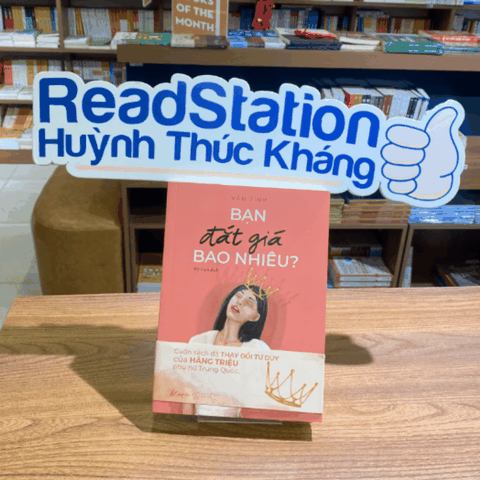 OF THE
MONTH
ReadStation
Huỳnh Thúc Kháng
VÃN TÌNH
BẠN
đắt giá
BAO NHIÊU?
Cuốn sách đã THAY ĐỔI TƯ DUY
của HÀNG TRIỆU
phụ nữ Trung Quốc